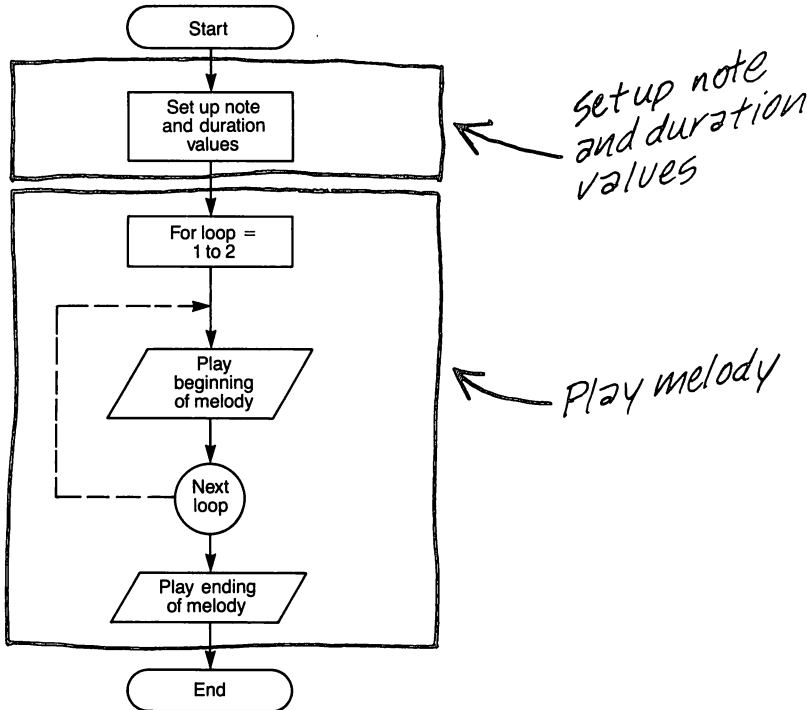 Start
Set up note
and duration
values
Set up note
and duration
values
For loop =
1 to 2
Play
beginning
of melody
Play melody
Next
loop
Play ending
of melody
End